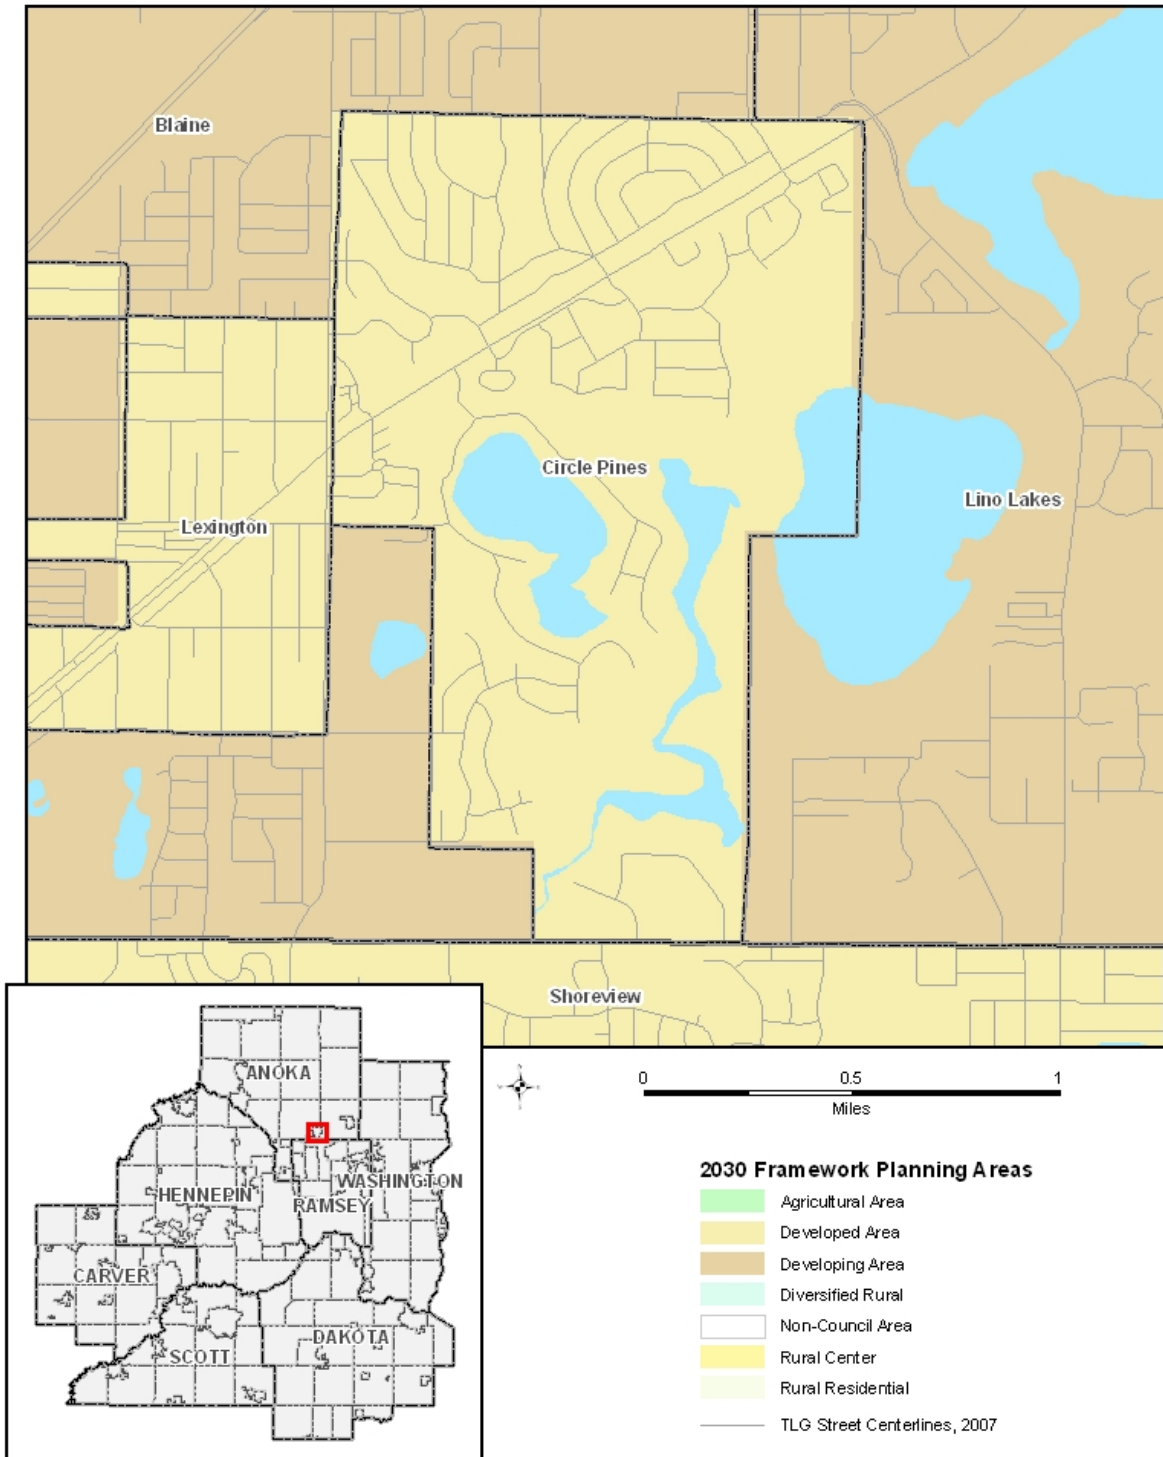 Blaine
Circle Pines
Lino Lakes
Lexington
Shoreview
ANOKA
WASHINGTON
HENNEPIN
RAMSEY
CARVER
DAKOTA
SCOTT
0 0.5 1
Miles
2030 Framework Planning Areas
Agricultural Area
Developed Area
Developing Area
Diversified Rural
Non-Council Area
Rural Center
Rural Residential
TLG Street Centerlines, 2007